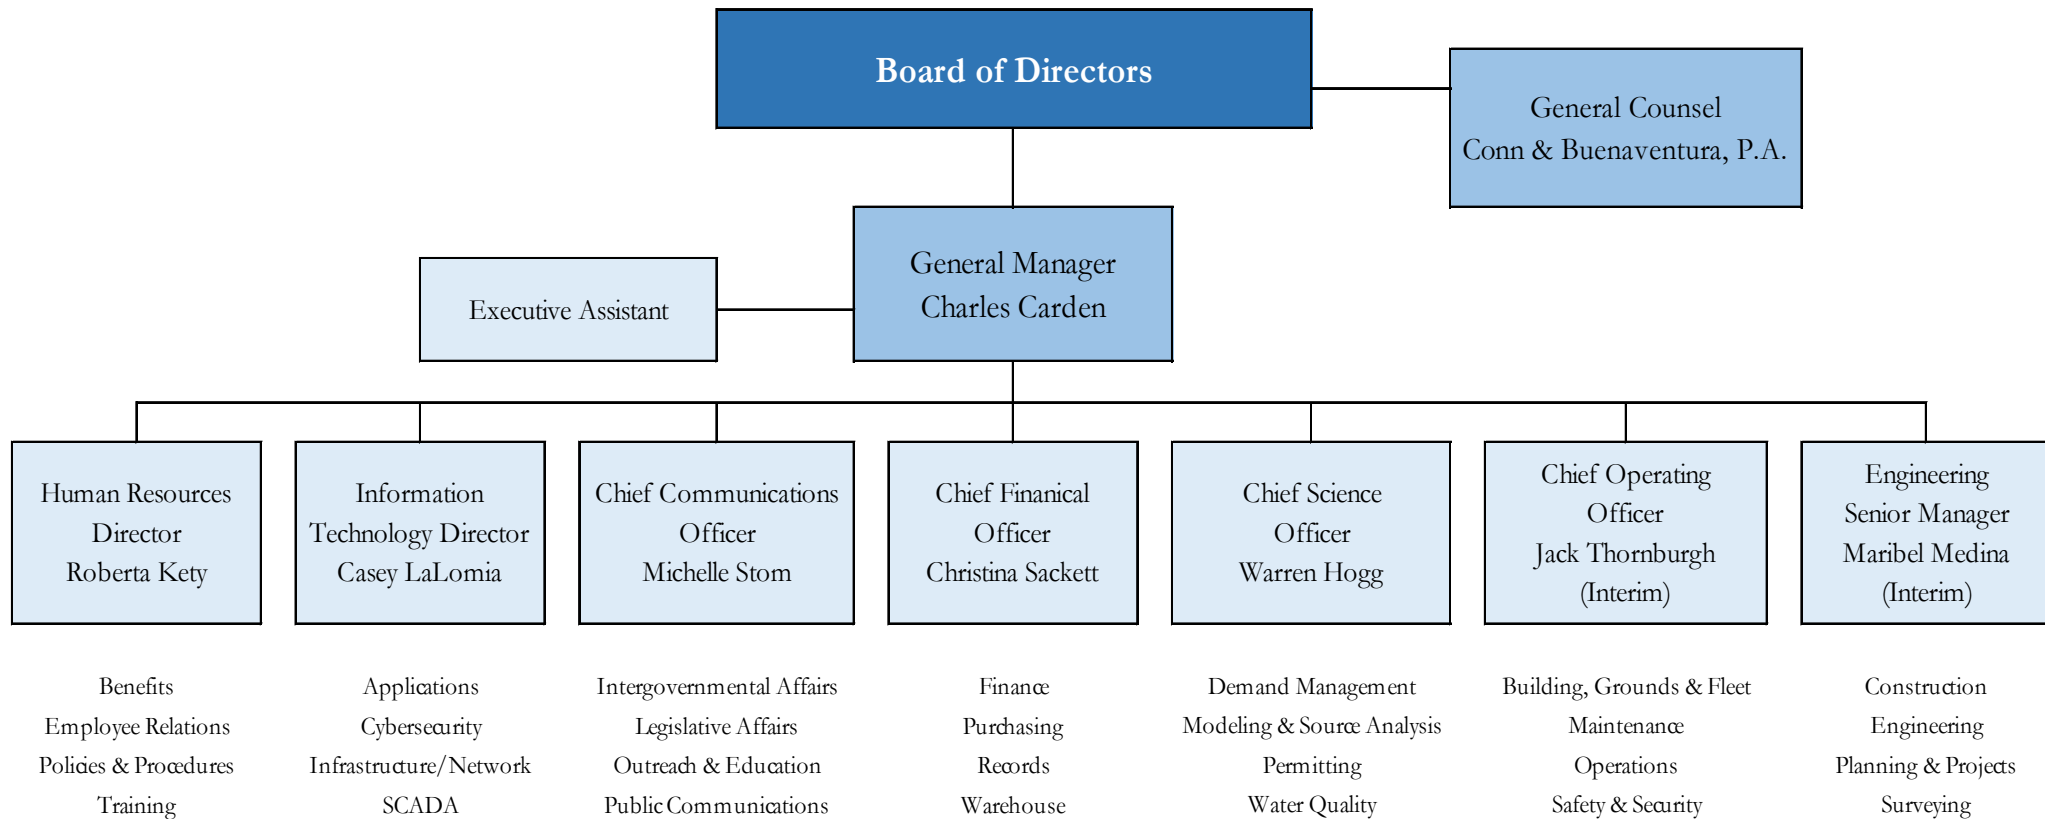 Board of Directors
General Counsel
Conn & Buenaventura, P.A.
General Manager
Charles Carden
Executive Assistant
Human Resources
Director
Roberta Kety
Information
Technology Director
Casey LaLomia
Chief Communications
Officer
Michelle Stom
Chief Finanical
Officer
Christina Sackett
Chief Science
Officer
Warren Hogg
Chief Operating
Officer
Jack Thornburgh
(Interim)
Engineering
Senior Manager
Maribel Medina
(Interim)
Benefits
Employee Relations
Policies & Procedures
Training
Applications
Cybersecurity
Infrastructure/Network
SCADA
Intergovernmental Affairs
Legislative Affairs
Outreach & Education
Public Communications
Finance
Purchasing
Records
Warehouse
Demand Management
Modeling & Source Analysis
Permitting
Water Quality
Building, Grounds & Fleet
Maintenance
Operations
Safety & Security
Construction
Engineering
Planning & Projects
Surveying